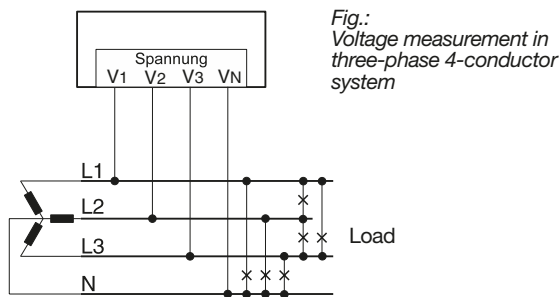 Fig.:
Voltage measurement in
three-phase 4-conductor
system
Spannung
V1 V2 V3 VN
L1
L2
L3
N
Load